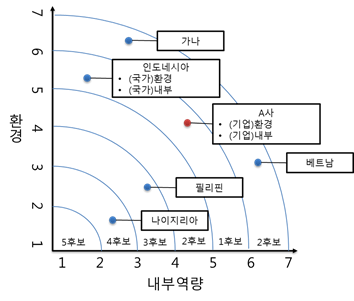 7
가나
6
인도네시아
• (국가)환경
• (국가)내부
5
A사
• (기업)환경
• (기업)내부
환경
4
베트남
3
필리핀
2
나이지리아
1
5후보 4후보 3후보 2후보 1후보 2후보
1 2 3 4 5 6 7
내부역량